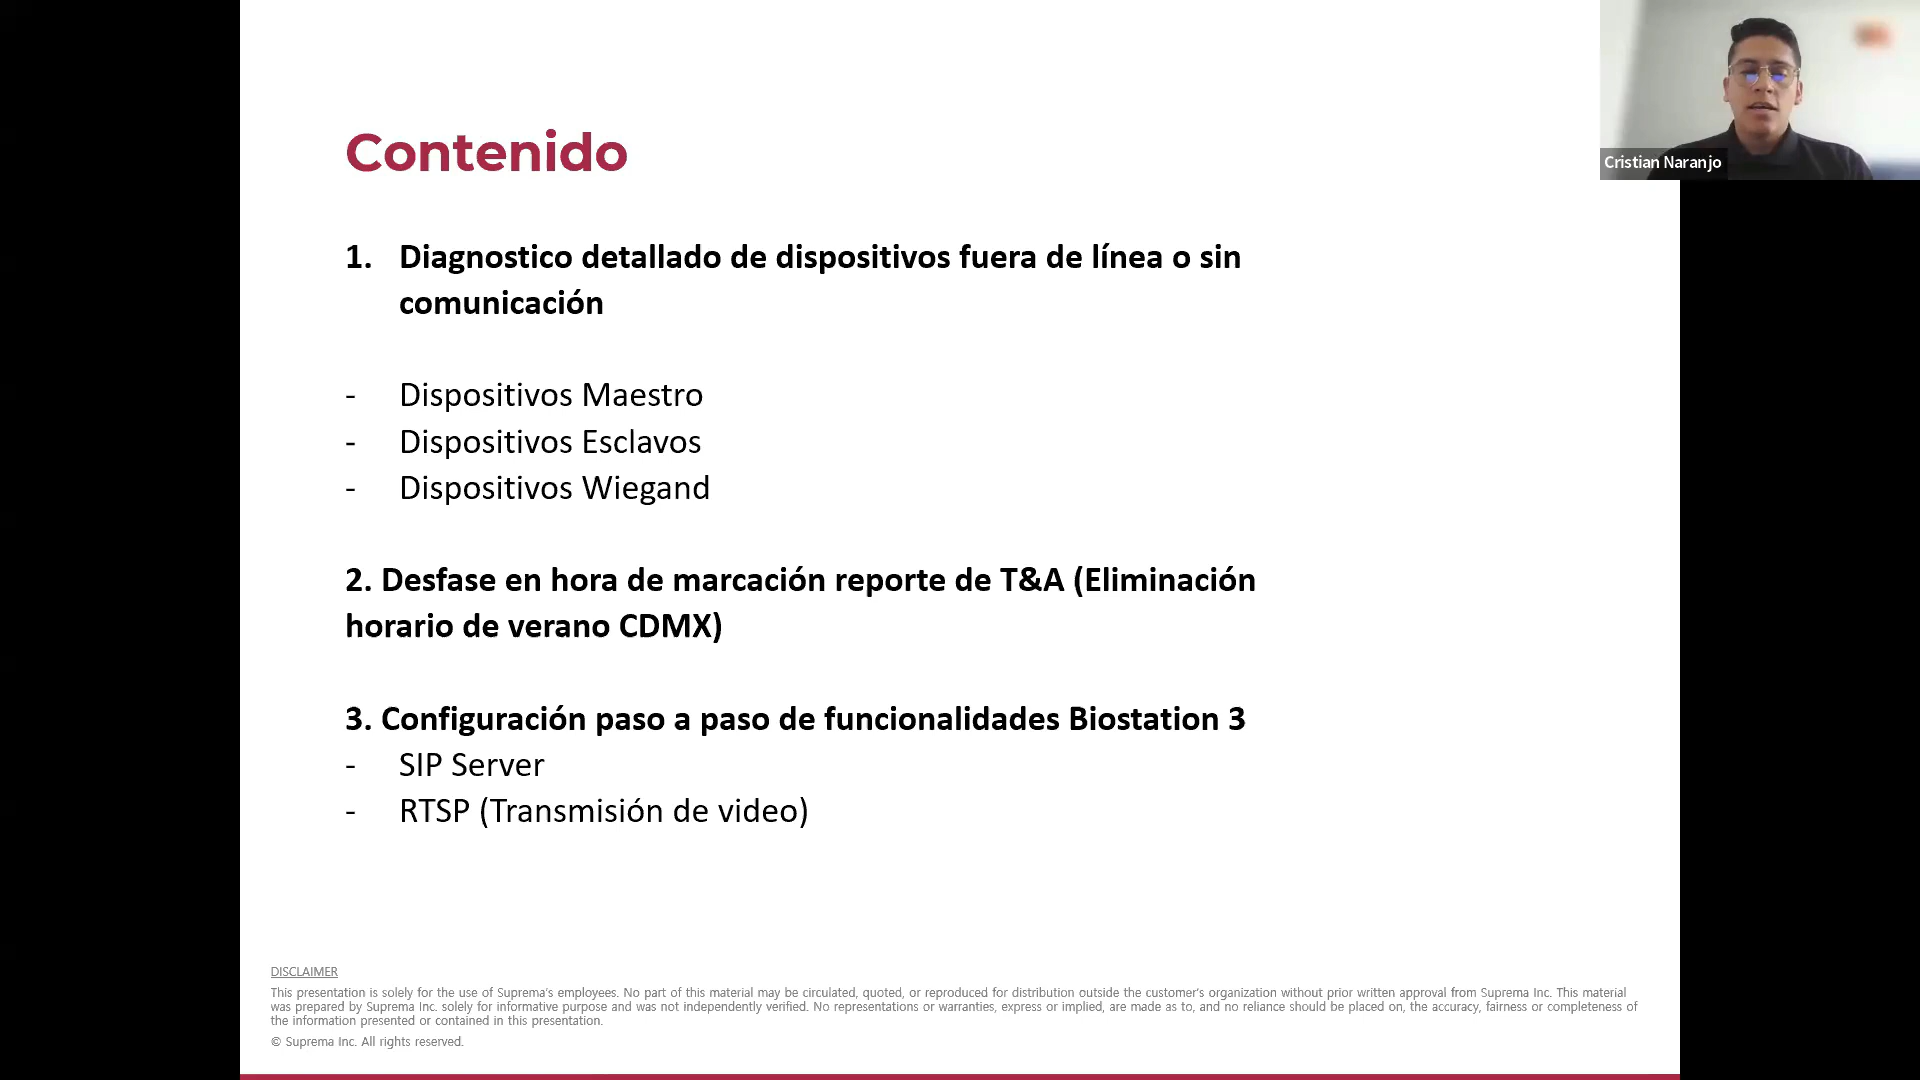 Contenido
Cristian Naranjo
1. Diagnostico detallado de dispositivos fuera de línea o sin
comunicación
- Dispositivos Maestro
- Dispositivos Esclavos
- Dispositivos Wiegand
2. Desfase en hora de marcación reporte de T&A (Eliminación
horario de verano CDMX)
3. Configuración paso a paso de funcionalidades Biostation 3
- SIP Server
- RTSP (Transmisión de video)
DISCLAIMER
This presentation is solely for the use of Suprema's employees. No part of this material may be circulated, quoted, or reproduced for distribution outside the customer's organization without prior written approval from Suprema Inc. This material
was prepared by Suprema Inc. solely for informative purpose and was not independently verified. No representations or warranties, express or implied, are made as to, and no reliance should be placed on, the accuracy, fairness or completeness of
the information presented or contained in this presentation.
© Suprema Inc. All rights reserved.